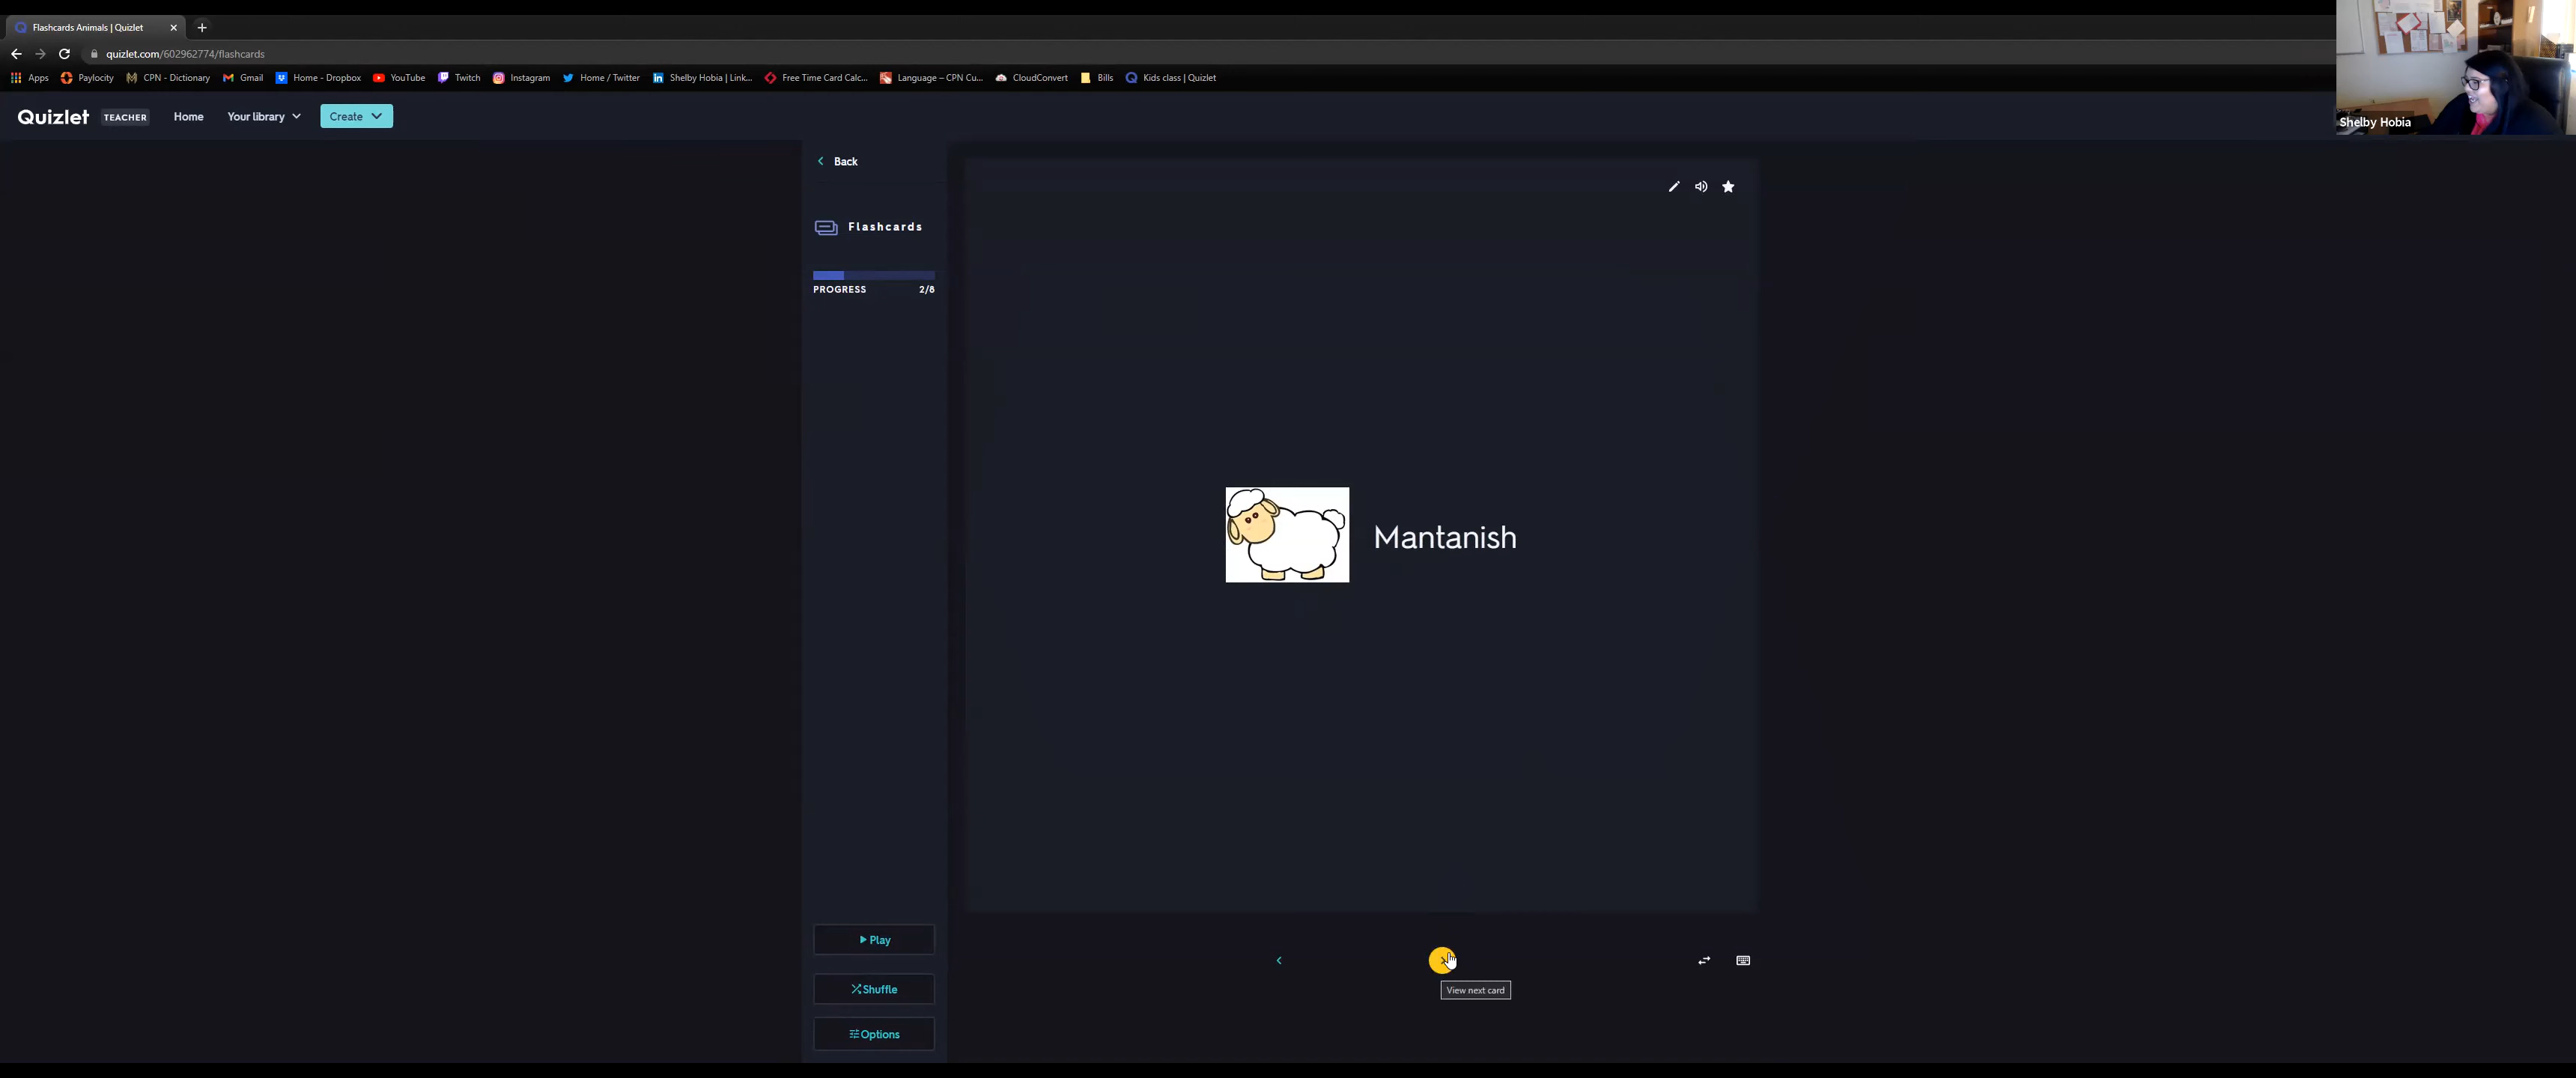 Flashcards Animals | Quizlet
quizlet.com/602962774/flashcards
Apps Paylocity CPN - Dictionary Gmail Home - Dropbox YouTube Twitch Instagram Home / Twitter Shelby Hobia | Link... Free Time Card Calc... Language – CPN Cu... CloudConvert Bills Kids class | Quizlet
Quizlet TEACHER Home Your library Create
Shelby Hobia
Back
Flashcards
PROGRESS 2/8
Mantanish
Play
Shuffle
View next card
Options